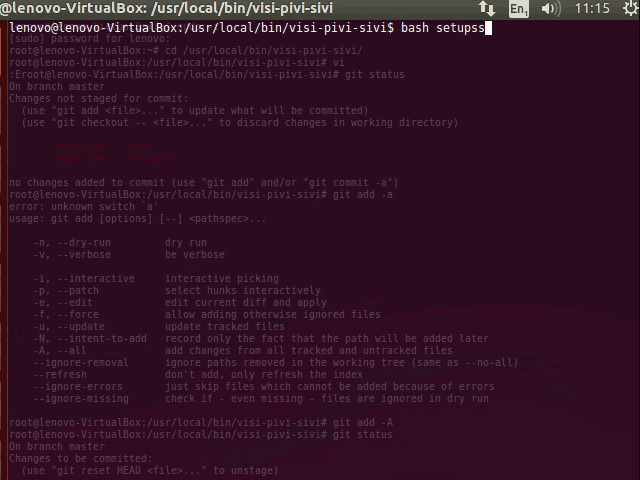 @lenovo-VirtualBox: /usr/local/bin/visi-pivi-sivi
En1
11:15
lenovo@lenovo-VirtualBox:/usr/local/bin/visi-pivi-sivi$ bash setupss
[sudo] password for lenovo:
root@lenovo-VirtualBox:~# cd /usr/local/bin/visi-pivi-sivi/
root@lenovo-VirtualBox:/usr/local/bin/visi-pivi-sivi# vi
:Eroot@lenovo-VirtualBox:/usr/local/bin/visi-pivi-sivi# git status
On branch master
Changes not staged for commit:
(use "git add <file>..." to update what will be committed)
(use "git checkout -- <file>..." to discard changes in working directory)
no changes added to commit (use "git add" and/or "git commit -a")
root@lenovo-VirtualBox:/usr/local/bin/visi-pivi-sivi# git add -a
error: unknown switch `a'
usage: git add [options] [--] <pathspec>...
-n, --dry-run dry run
-v, --verbose be verbose
-i, --interactive interactive picking
-p, --patch select hunks interactively
-e, --edit edit current diff and apply
-f, --force allow adding otherwise ignored files
-u, --update update tracked files
-N, --intent-to-add record only the fact that the path will be added later
-A, --all add changes from all tracked and untracked files
--ignore-removal ignore paths removed in the working tree (same as --no-all)
--refresh don't add, only refresh the index
--ignore-errors just skip files which cannot be added because of errors
--ignore-missing check if - even missing - files are ignored in dry run
root@lenovo-VirtualBox:/usr/local/bin/visi-pivi-sivi# git add -A
root@lenovo-VirtualBox:/usr/local/bin/visi-pivi-sivi# git status
On branch master
Changes to be committed:
(use "git reset HEAD <file>..." to unstage)